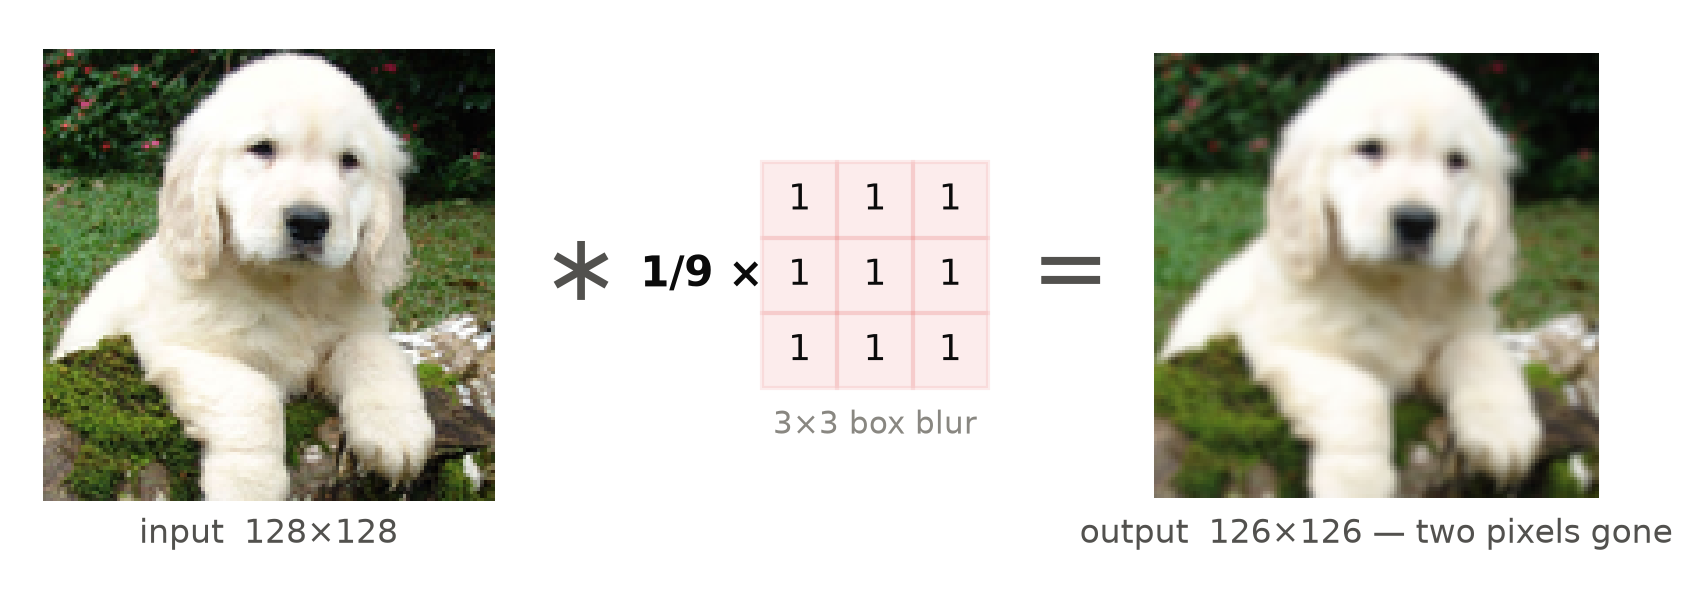 1 1 1
∗ 1/9 × 1 1 1 =
1 1 1
3×3 box blur
input 128×128
output 126×126 — two pixels gone